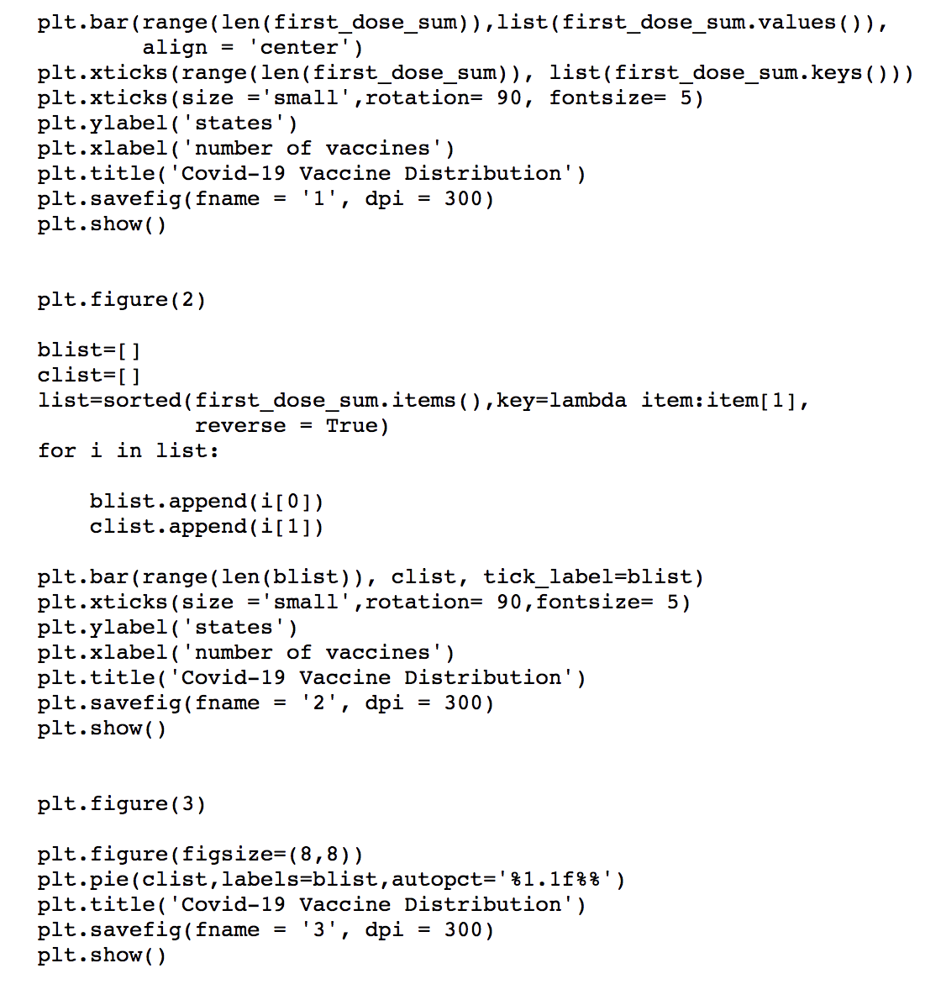 plt.bar(range(len(first_dose_sum)),list(first_dose_sum.values()),
        align = 'center')
plt.xticks(range(len(first_dose_sum)), list(first_dose_sum.keys()))
plt.xticks(size ='small',rotation= 90, fontsize= 5)
plt.ylabel('states')
plt.xlabel('number of vaccines')
plt.title('Covid-19 Vaccine Distribution')
plt.savefig(fname = '1', dpi = 300)
plt.show()
plt.figure(2)
blist=[]
clist=[]
list=sorted(first_dose_sum.items(),key=lambda item:item[1],
            reverse = True)
for i in list:
    blist.append(i[0])
    clist.append(i[1])
plt.bar(range(len(blist)), clist, tick_label=blist)
plt.xticks(size ='small',rotation= 90,fontsize= 5)
plt.ylabel('states')
plt.xlabel('number of vaccines')
plt.title('Covid-19 Vaccine Distribution')
plt.savefig(fname = '2', dpi = 300)
plt.show()
plt.figure(3)
plt.figure(figsize=(8,8))
plt.pie(clist,labels=blist,autopct='%1.1f%%')
plt.title('Covid-19 Vaccine Distribution')
plt.savefig(fname = '3', dpi = 300)
plt.show()